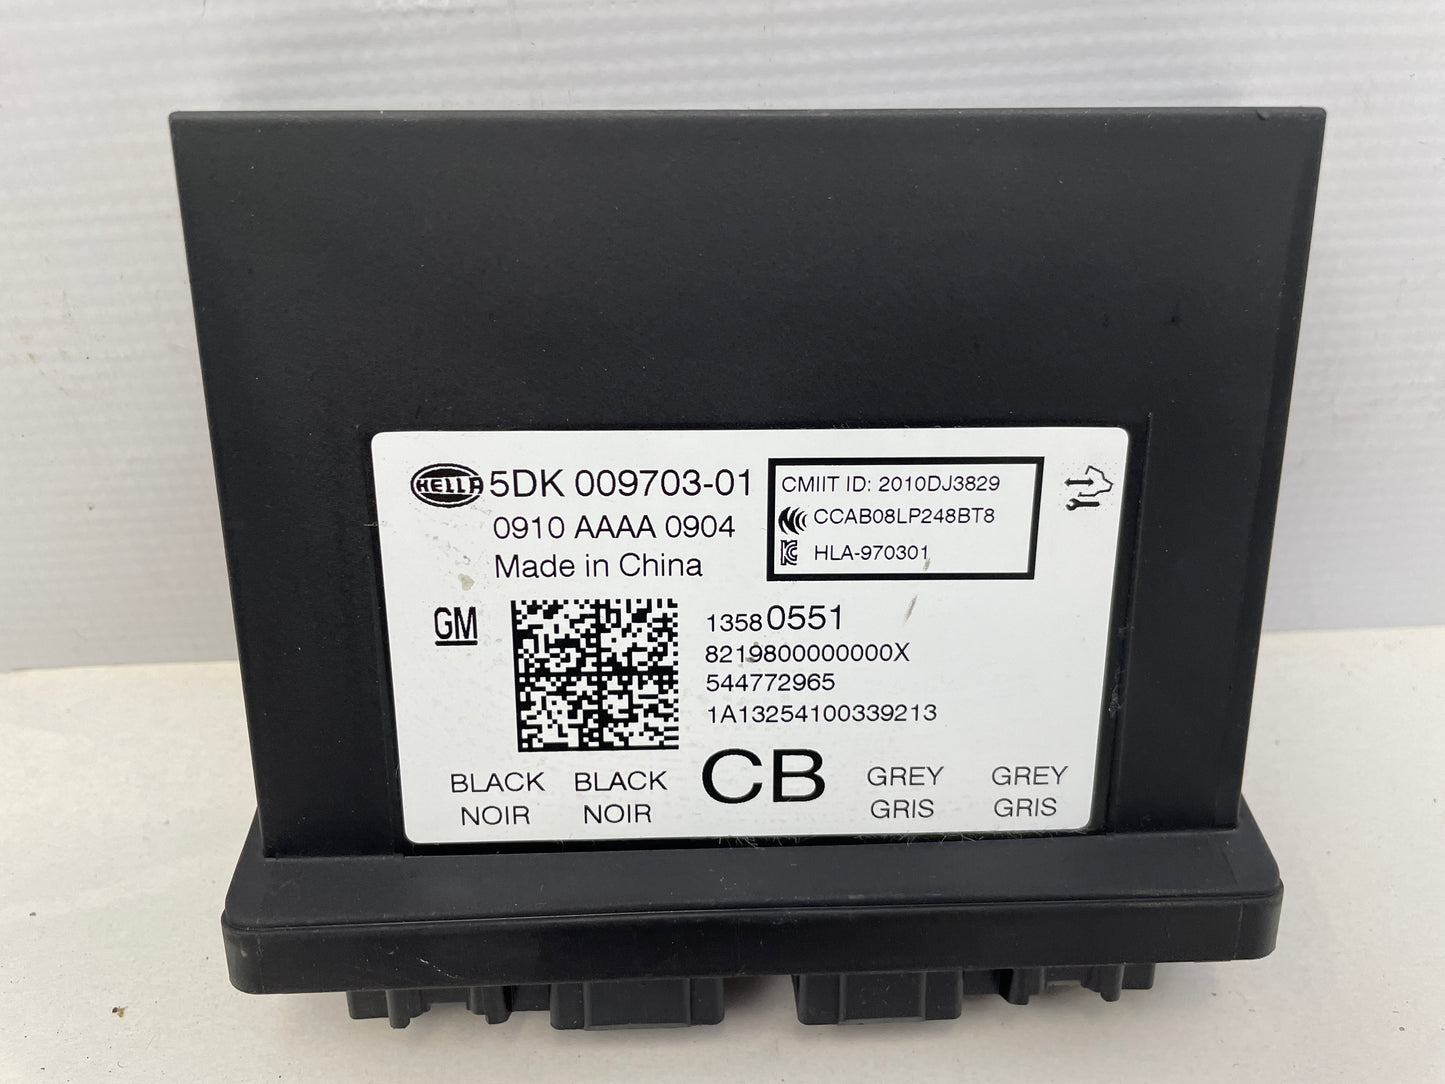 HELLA 5DK 009703-01
0910 AAAA 0904
Made in China
CMIIT ID: 2010DJ3829
CCAB08LP248BT8
HLA-970301
GM
13580551
8219800000000X
544772965
1A13254100339213
BLACK BLACK CB GREY GREY
NOIR NOIR GRIS GRIS